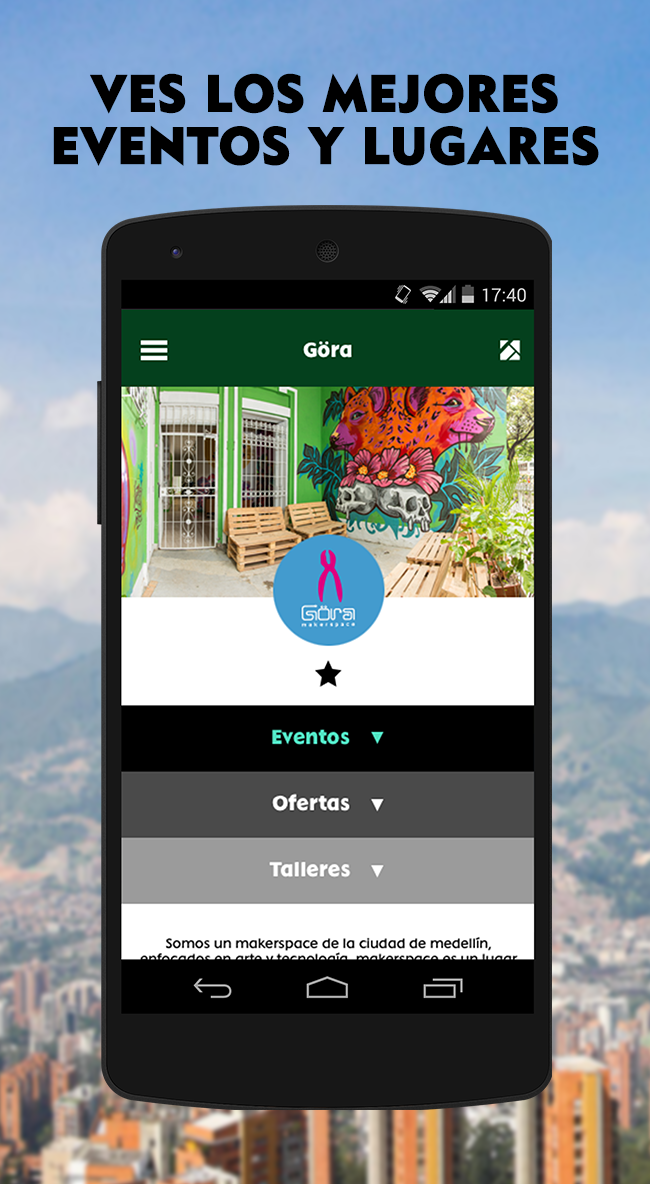 VES LOS MEJORES
EVENTOS Y LUGARES
17:40
Göra
Göra
makerspace
Eventos ▼
Ofertas ▼
Talleres ▼
Somos un makerspace de la ciudad de medellín,
enfocados en arte y tecnología, makerspace es un lugar